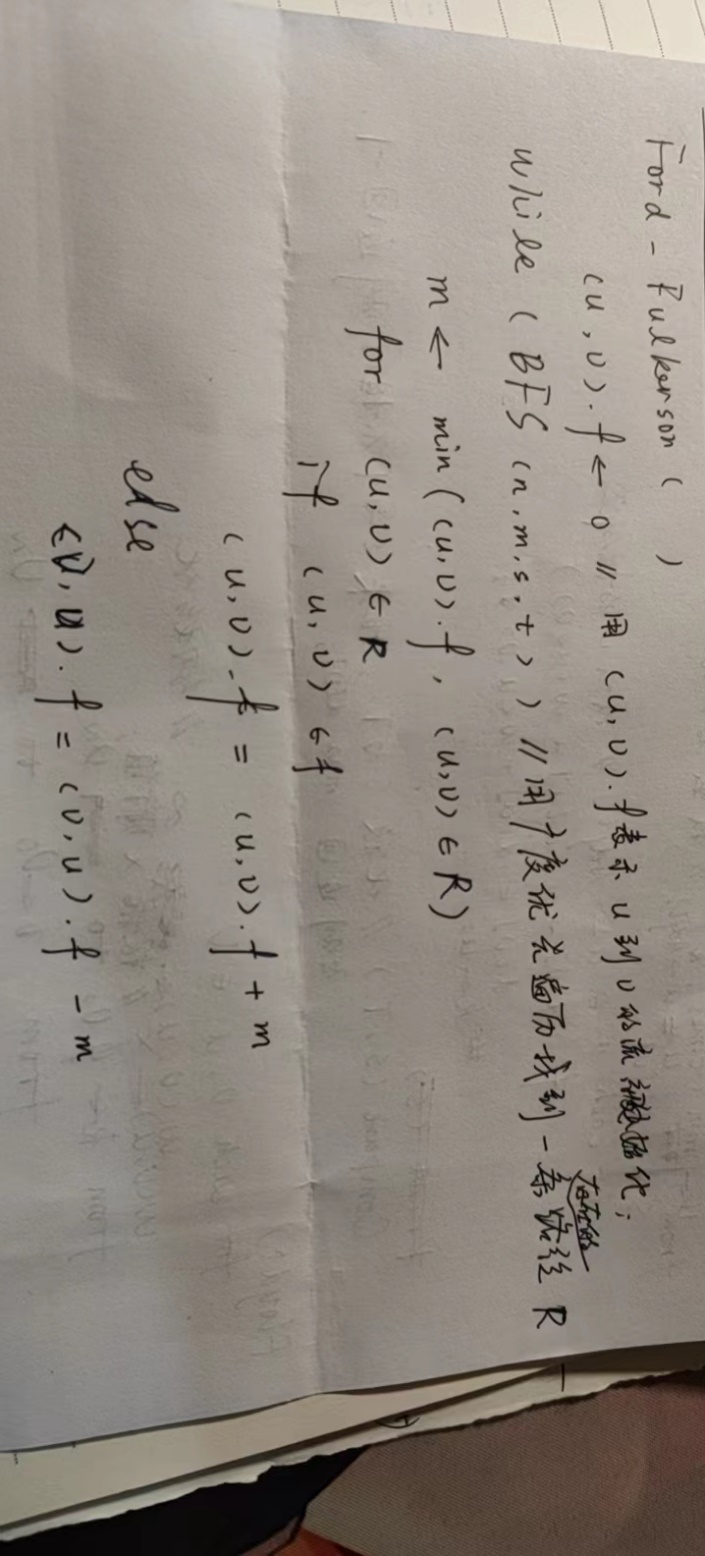 Ford - Fulkerson (      )
(u,v).f ← 0 // 用 (u,v).f 表示 u 到 v 的流 初始化;
while (BFS (n,m,s,t)) // 用广度优先遍历找到一条路径 R
m ← min((u,v).f, (u,v) ∈ R)
for (u,v) ∈ R
if (u,v) ∈ f
(u,v).f = (u,v).f + m
else
(v,u).f = (v,u).f - m